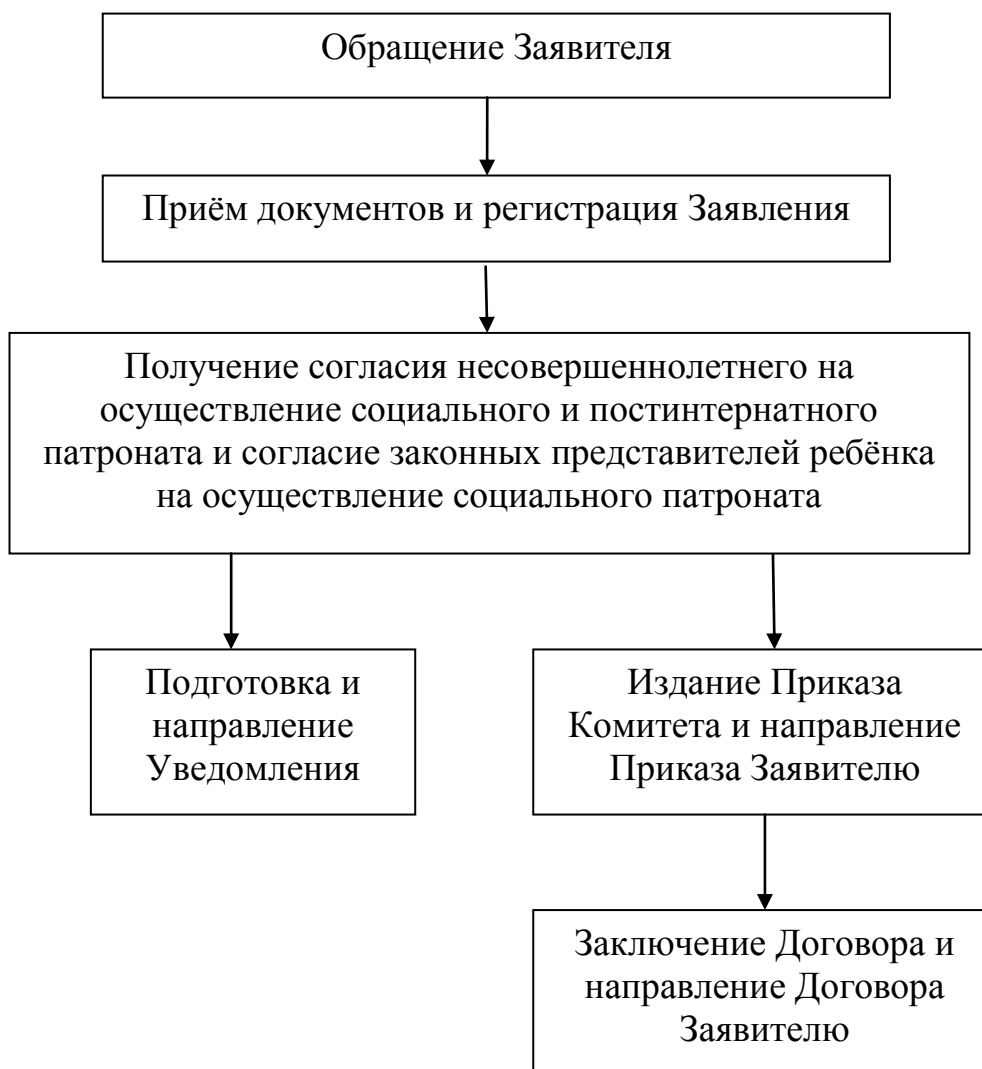 Обращение Заявителя
Приём документов и регистрация Заявления
Получение согласия несовершеннолетнего на
осуществление социального и постинтернатного
патроната и согласие законных представителей ребёнка
на осуществление социального патроната
Подготовка и
направление
Уведомления
Издание Приказа
Комитета и направление
Приказа Заявителю
Заключение Договора и
направление Договора
Заявителю